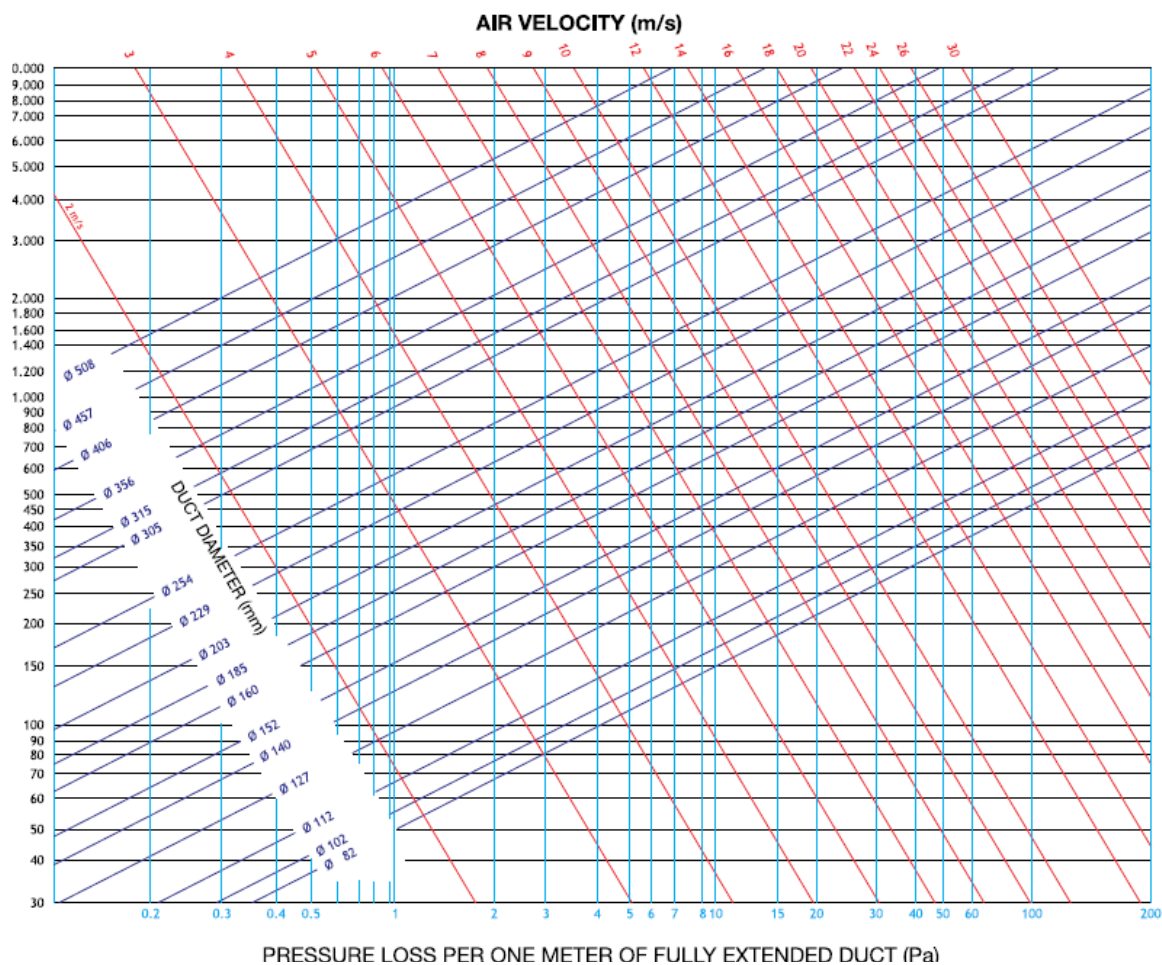 AIR VELOCITY (m/s)
3 4 5 6 7 8 9 10 12 14 16 18 20 22 24 26 30
0.000
9.000
8.000
7.000
6.000
5.000
4.000
2 m/s
3.000
2.000
1.800
1.600
1.400
1.200
Ø 508
1.000
900
Ø 457
800
700
Ø 406
600
Ø 356
500
450
Ø 315
400
Ø 305
350
300
Ø 254
250
Ø 229
200
Ø 203
150
Ø 185
Ø 160
100
Ø 152
90
Ø 140
80
70
Ø 127
60
Ø 112
50
Ø 102
40
Ø 82
30
DUCT DIAMETER (mm)
0.2 0.3 0.4 0.5 1 2 3 4 5 6 7 8 10 15 20 30 40 50 60 100 200
PRESSURE LOSS PER ONE METER OF FULLY EXTENDED DUCT (Pa)